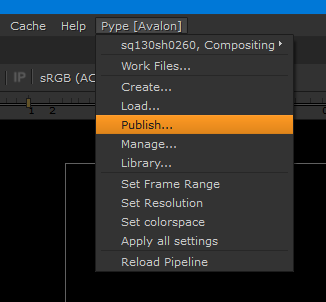 Cache Help Pype [Avalon]
sq130sh0260, Compositing
Work Files...
IP sRGB (AC
Create...
Load...
1 2
Publish...
Manage...
Library...
Set Frame Range
Set Resolution
Set colorspace
Apply all settings
Reload Pipeline